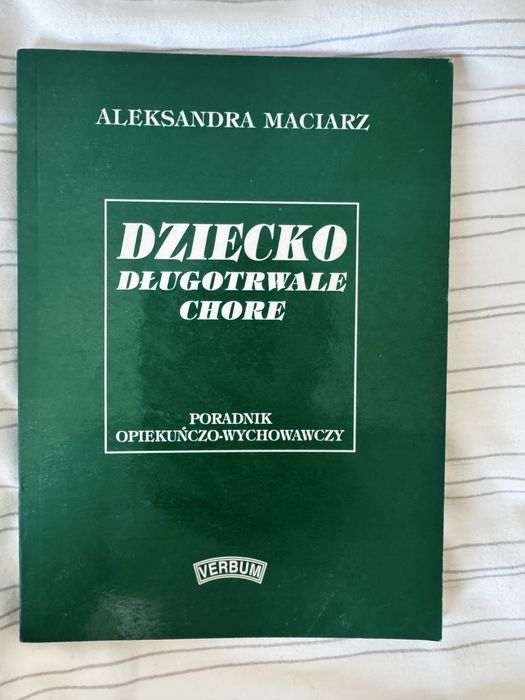 ALEKSANDRA MACIARZ
DZIECKO
DŁUGOTRWALE
CHORE
PORADNIK
OPIEKUŃCZO-WYCHOWAWCZY
VERBUM